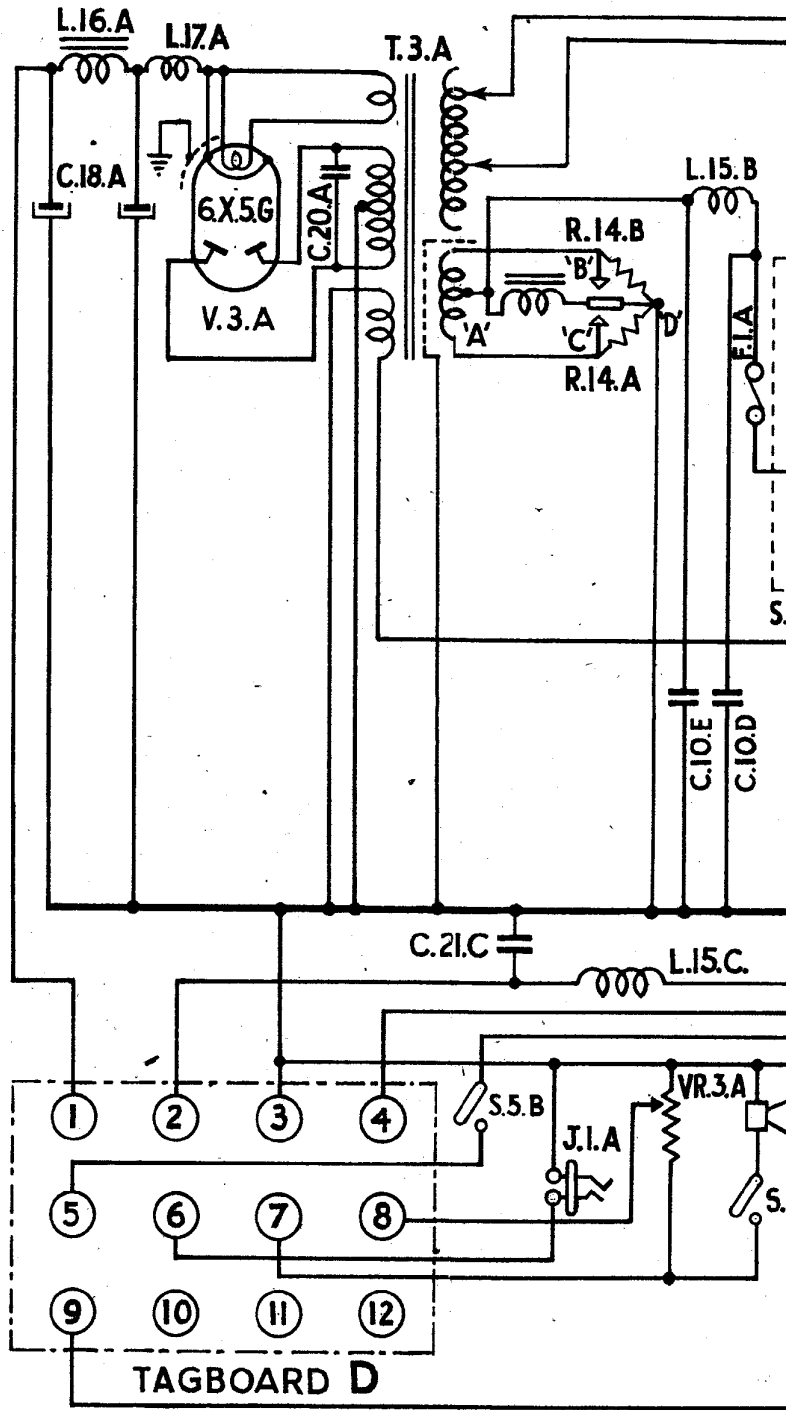 L.16.A
L.17.A
T.3.A
C.18.A
6.X.5.G
C.20.A
V.3.A
L.15.B
R.14.B
'B'
'A'
'C'
'D'
R.14.A
F.1.A
S.
C.10.E
C.10.D
C.21.C
L.15.C.
1
2
3
4
S.5.B
VR.3.A
J.1.A
5
6
7
8
S.
9
10
11
12
TAGBOARD D